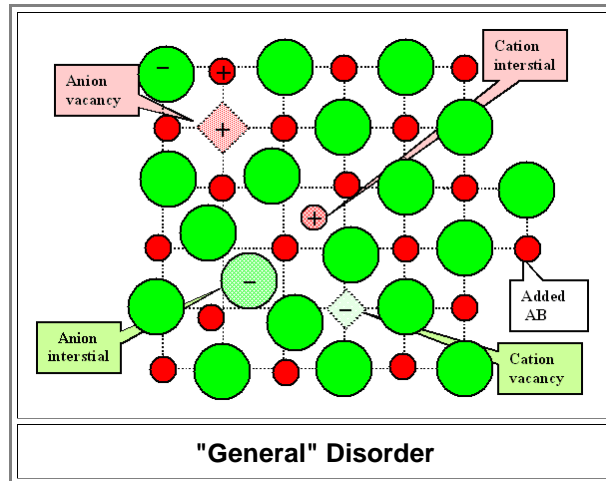 Cation
interstial
Anion
vacancy
−
+
+
+
−
−
Added
AB
Anion
interstial
Cation
vacancy
"General" Disorder